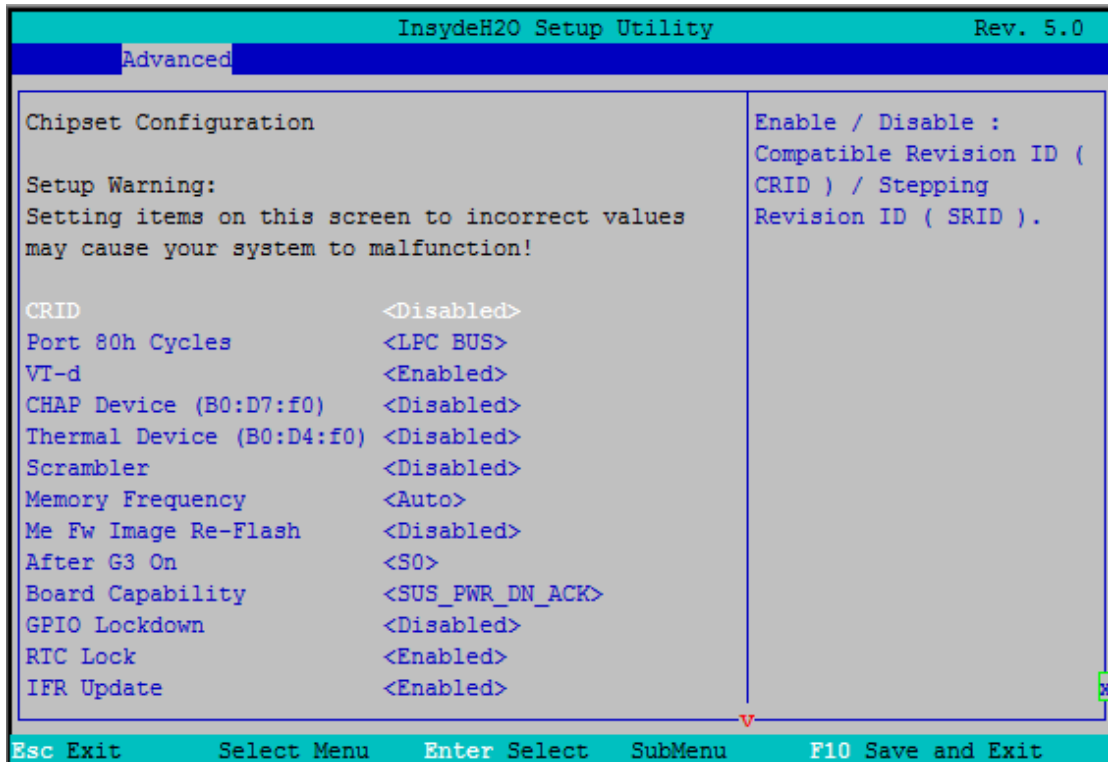 InsydeH2O Setup Utility Rev. 5.0
Advanced
Chipset Configuration
Setup Warning:
Setting items on this screen to incorrect values
may cause your system to malfunction!
CRID <Disabled>
Port 80h Cycles <LPC BUS>
VT-d <Enabled>
CHAP Device (B0:D7:f0) <Disabled>
Thermal Device (B0:D4:f0) <Disabled>
Scrambler <Disabled>
Memory Frequency <Auto>
Me Fw Image Re-Flash <Disabled>
After G3 On <S0>
Board Capability <SUS_PWR_DN_ACK>
GPIO Lockdown <Disabled>
RTC Lock <Enabled>
IFR Update <Enabled>
Enable / Disable :
Compatible Revision ID (
CRID ) / Stepping
Revision ID ( SRID ).
x
v
Esc Exit Select Menu Enter Select SubMenu F10 Save and Exit